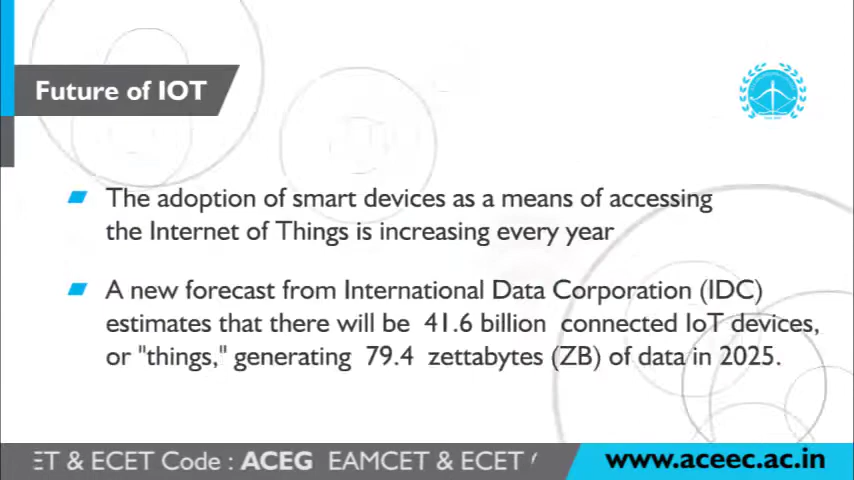 Future of IOT
The adoption of smart devices as a means of accessing
the Internet of Things is increasing every year
A new forecast from International Data Corporation (IDC)
estimates that there will be 41.6 billion connected IoT devices,
or "things," generating 79.4 zettabytes (ZB) of data in 2025.
ET & ECET Code : ACEG EAMCET & ECET
www.aceec.ac.in